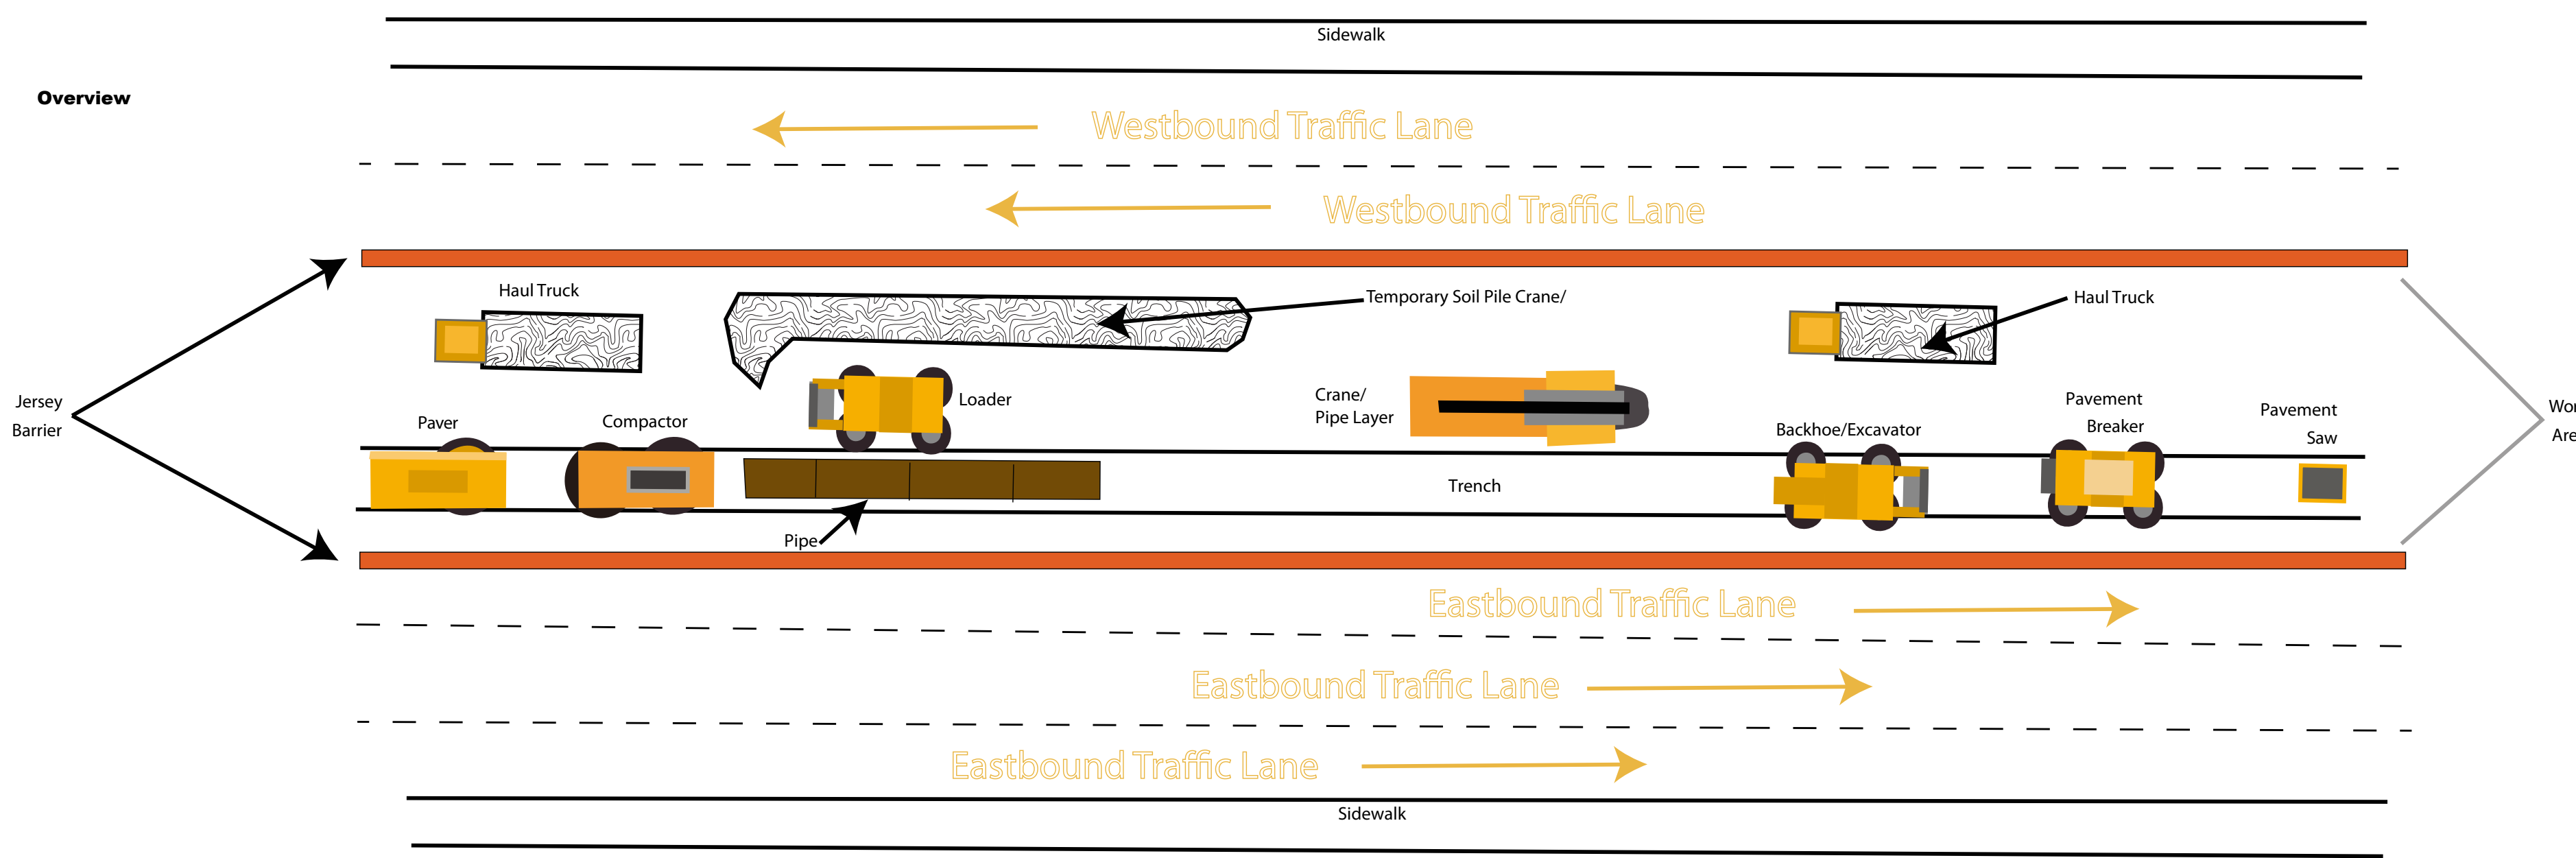 Sidewalk
Overview
Westbound Traffic Lane
Westbound Traffic Lane
Haul Truck
Temporary Soil Pile Crane/
Haul Truck
Jersey
Barrier
Paver
Compactor
Loader
Crane/
Pipe Layer
Backhoe/Excavator
Pavement
Breaker
Pavement
Saw
Wor
Are
Trench
Pipe
Eastbound Traffic Lane
Eastbound Traffic Lane
Eastbound Traffic Lane
Sidewalk